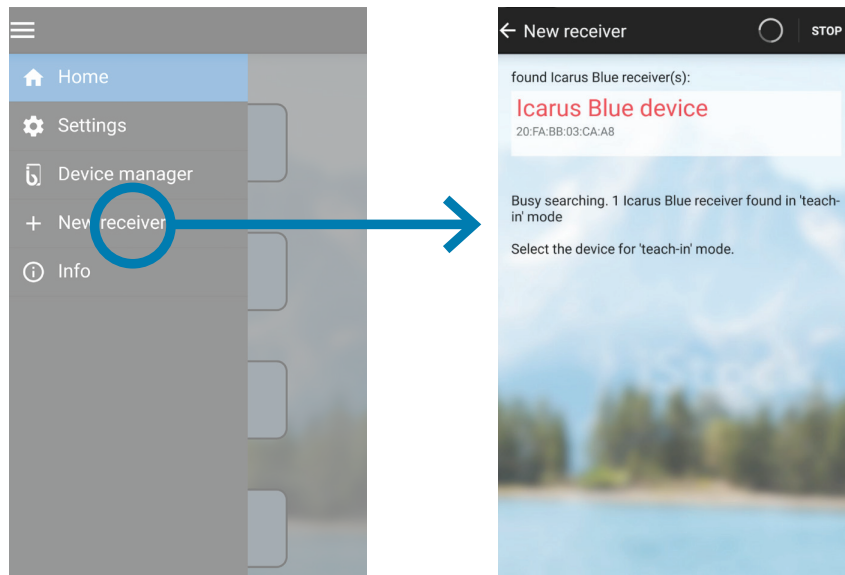 Home
Settings
Device manager
New receiver
Info
New receiver
STOP
found Icarus Blue receiver(s):
Icarus Blue device
20:FA:BB:03:CA:A8
Busy searching. 1 Icarus Blue receiver found in 'teach-
in' mode
Select the device for 'teach-in' mode.
iStock